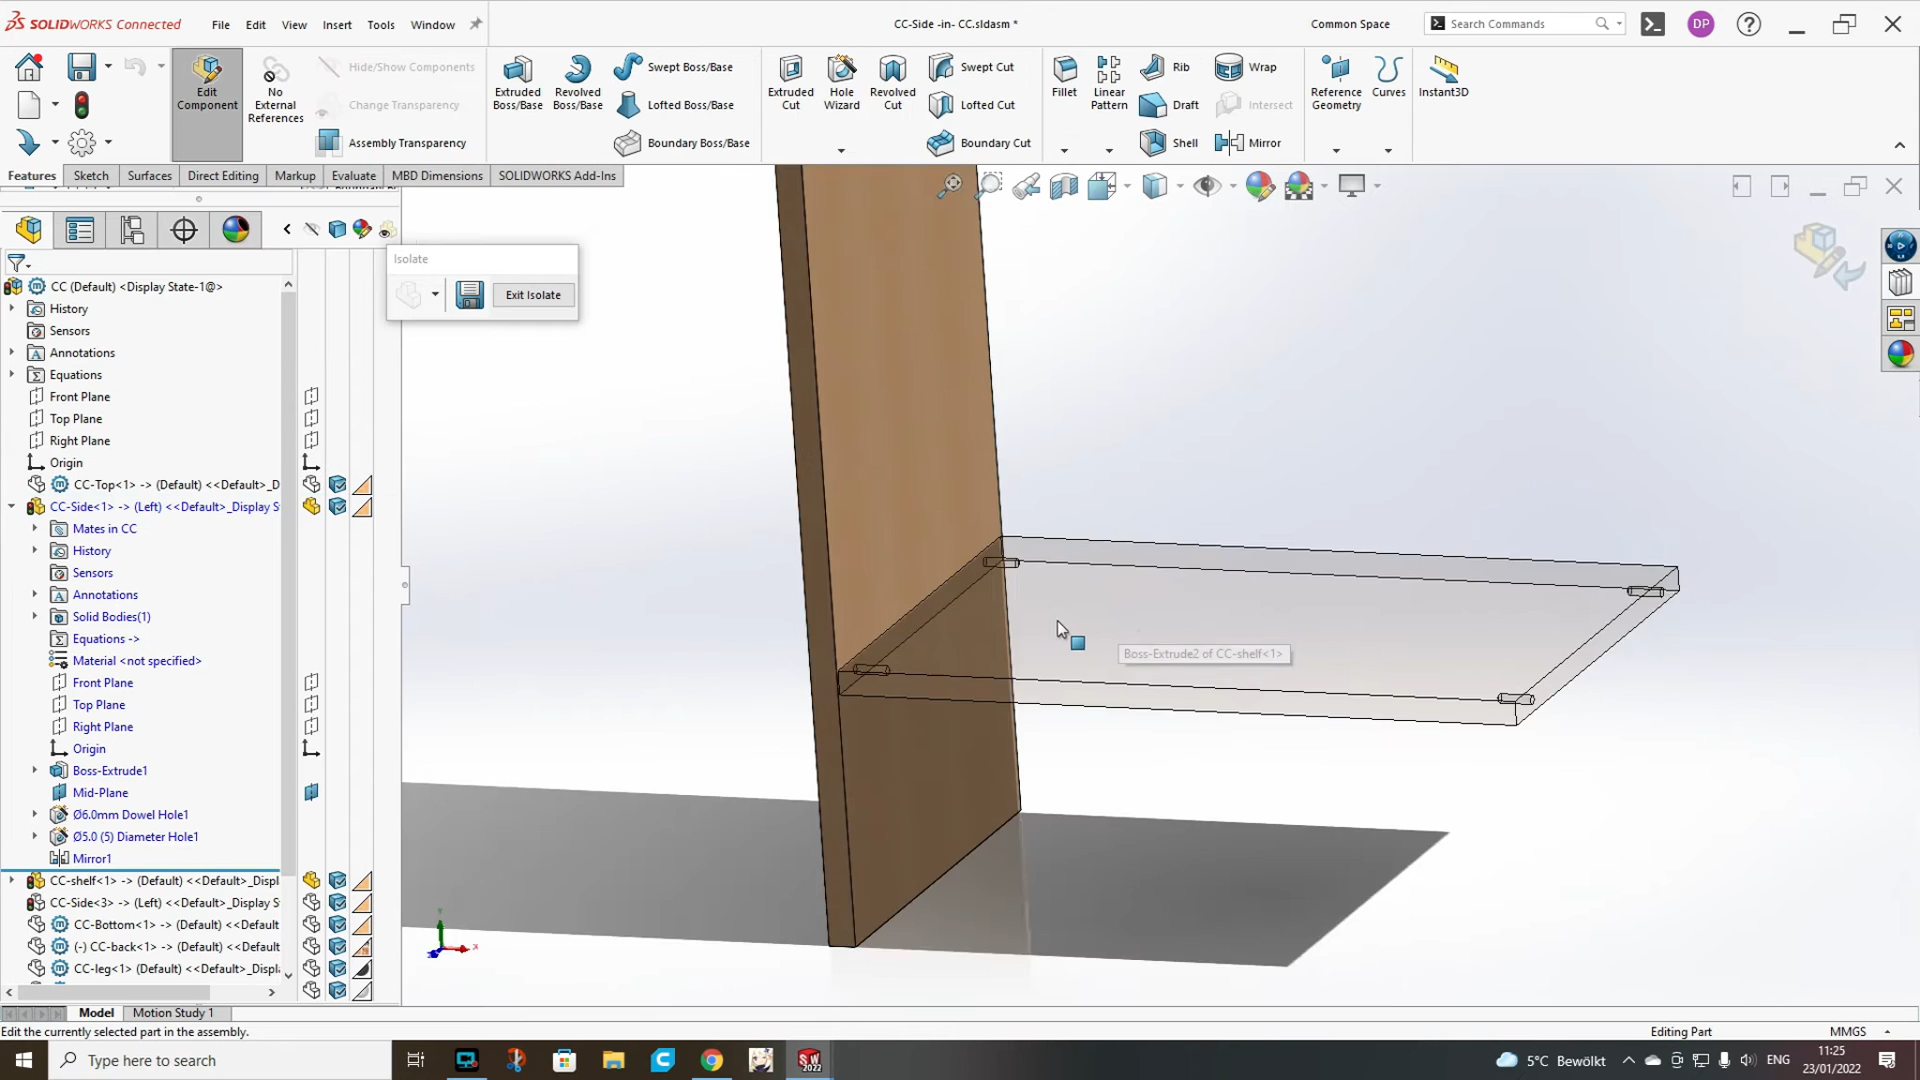 SOLIDWORKS Connected
File
Edit
View
Insert
Tools
Window
CC-Side -in- CC.sldasm *
Common Space
Search Commands
DP
Edit Component
No External References
Hide/Show Components
Change Transparency
Assembly Transparency
Extruded Boss/Base
Revolved Boss/Base
Swept Boss/Base
Lofted Boss/Base
Boundary Boss/Base
Extruded Cut
Hole Wizard
Revolved Cut
Swept Cut
Lofted Cut
Boundary Cut
Fillet
Linear Pattern
Rib
Draft
Shell
Wrap
Intersect
Mirror
Reference Geometry
Curves
Instant3D
Features
Sketch
Surfaces
Direct Editing
Markup
Evaluate
MBD Dimensions
SOLIDWORKS Add-Ins
Isolate
Exit Isolate
CC (Default) <Display State-1@>
History
Sensors
Annotations
Equations
Front Plane
Top Plane
Right Plane
Origin
CC-Top<1> -> (Default) <<Default>_D
CC-Side<1> -> (Left) <<Default>_Display S
Mates in CC
History
Sensors
Annotations
Solid Bodies(1)
Equations ->
Material <not specified>
Front Plane
Top Plane
Right Plane
Origin
Boss-Extrude1
Mid-Plane
Ø6.0mm Dowel Hole1
Ø5.0 (5) Diameter Hole1
Mirror1
CC-shelf<1> -> (Default) <<Default>_Displ
CC-Side<3> -> (Left) <<Default>_Display S
CC-Bottom<1> -> (Default) <<Default
(-) CC-back<1> -> (Default) <<Default
CC-leg<1> (Default) <<Default>_Displ
Boss-Extrude2 of CC-shelf<1>
Model
Motion Study 1
Edit the currently selected part in the assembly.
Editing Part
MMGS
Type here to search
SW 2022
5°C Bewölkt
ENG
11:25
23/01/2022